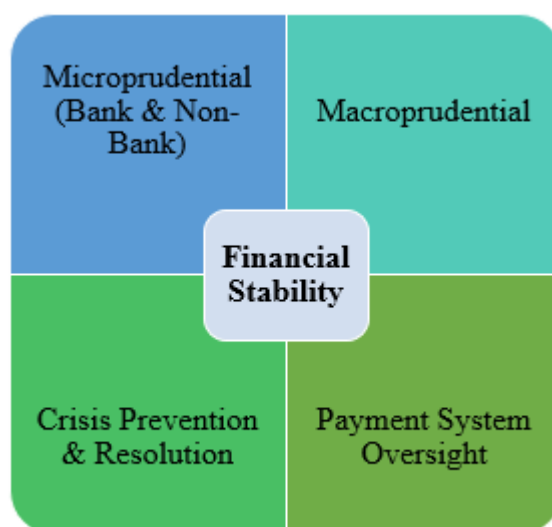 Microprudential
(Bank & Non-
Bank)
Macroprudential
Financial
Stability
Crisis Prevention
& Resolution
Payment System
Oversight